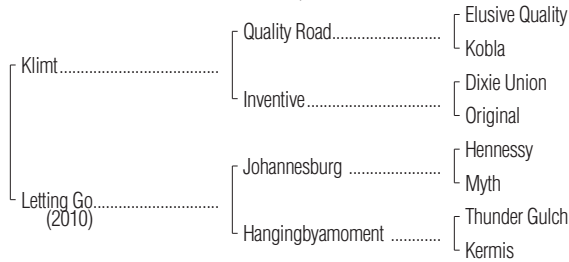 Elusive Quality
Quality Road....................
Kobla
Klimt..............................
Dixie Union
Inventive.........................
Original
Hennessy
Johannesburg .................
Myth
Letting Go.......................
(2010)
Thunder Gulch
Hangingbyamoment ..........
Kermis